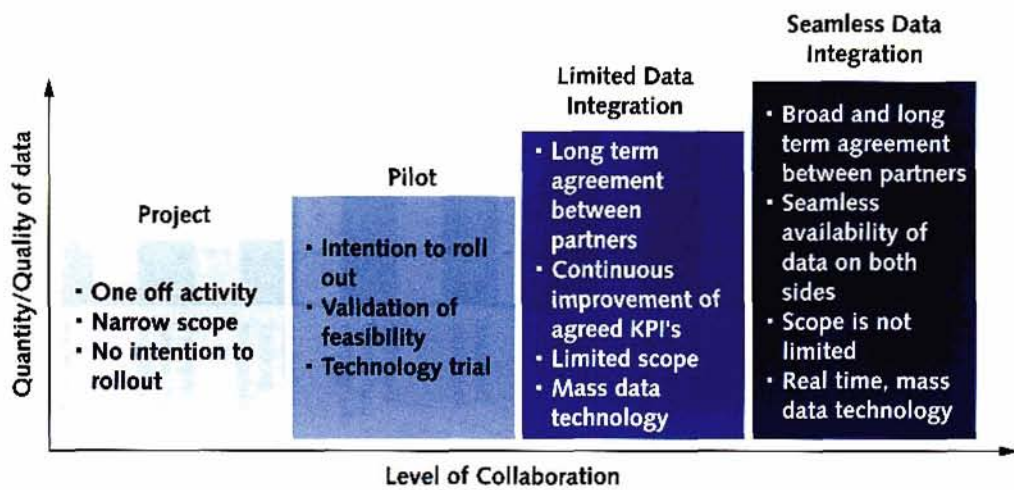 Quantity/Quality of data
Project
• One off activity
• Narrow scope
• No intention to
rollout
Pilot
• Intention to roll
out
• Validation of
feasibility
• Technology trial
Limited Data
Integration
• Long term
agreement
between
partners
• Continuous
improvement of
agreed KPI's
• Limited scope
• Mass data
technology
Seamless Data
Integration
• Broad and long
term agreement
between partners
• Seamless
availability of
data on both
sides
• Scope is not
limited
• Real time, mass
data technology
Level of Collaboration